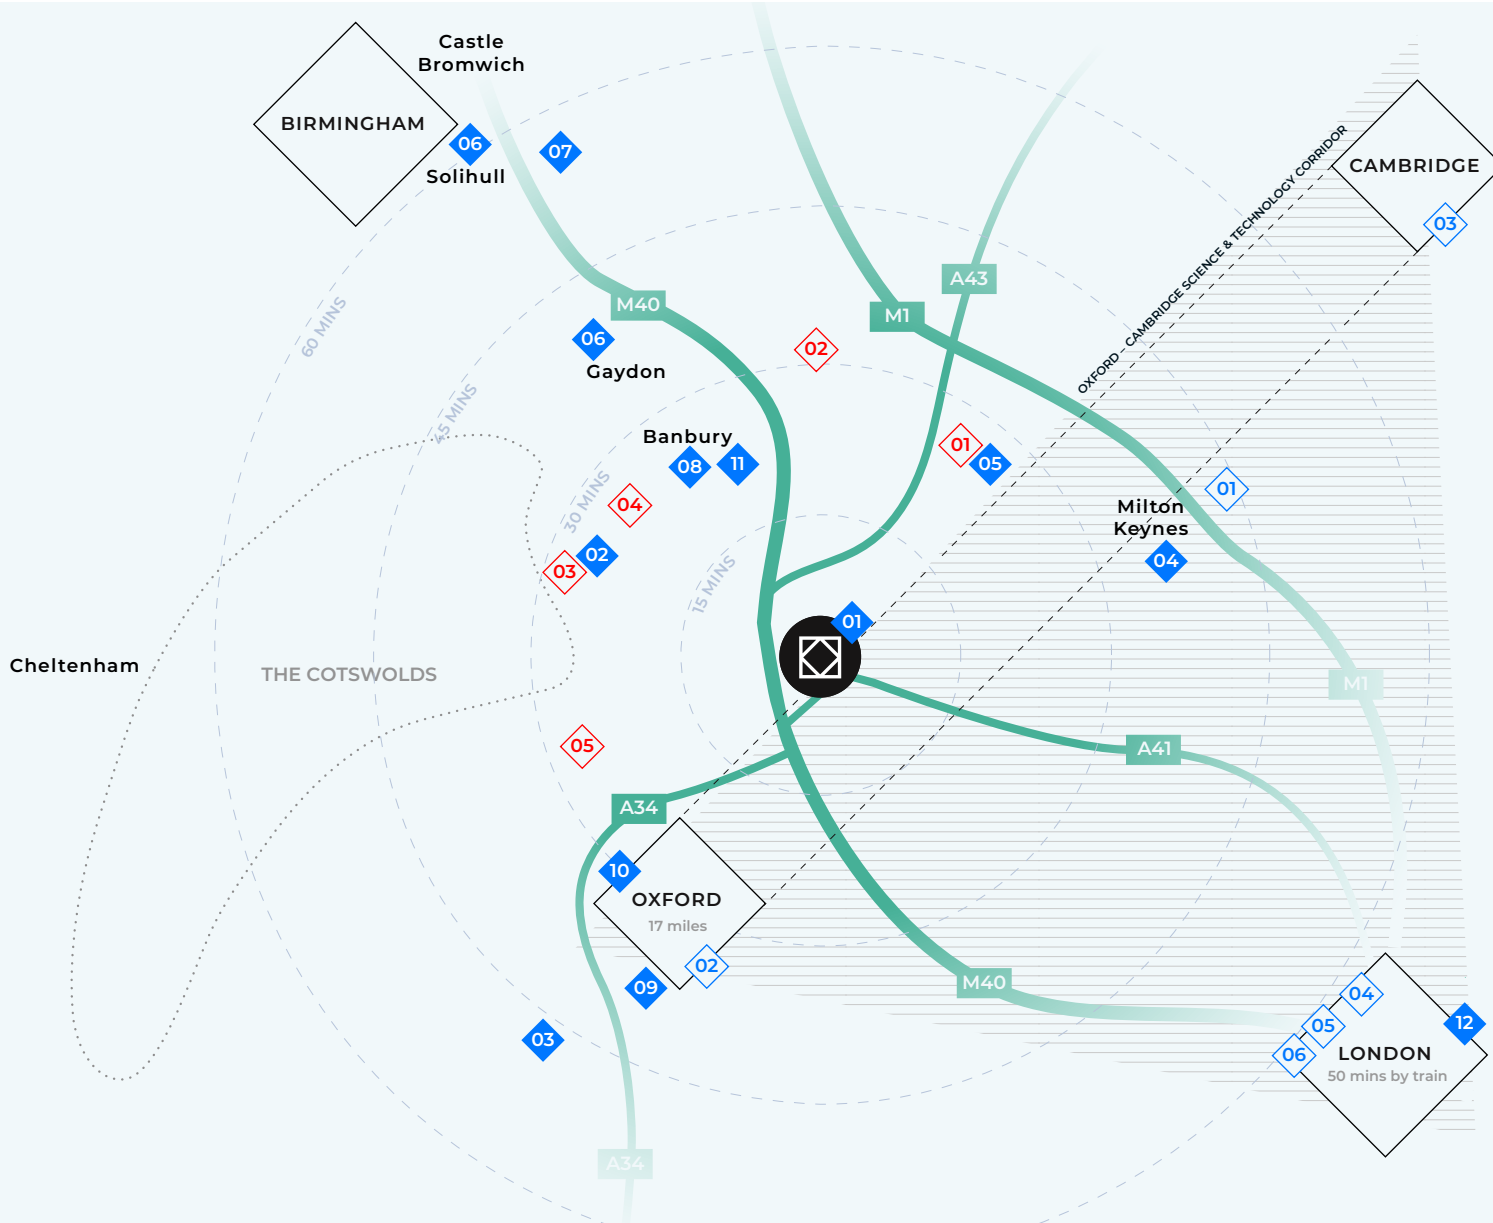 Castle
Bromwich
BIRMINGHAM
06
07
Solihull
OXFORD - CAMBRIDGE SCIENCE & TECHNOLOGY CORRIDOR
CAMBRIDGE
03
A43
M40
M1
60 MINS
06
02
Gaydon
45 MINS
Banbury
08
11
01
05
01
30 MINS
04
Milton
Keynes
02
03
04
15 MINS
01
Cheltenham
THE COTSWOLDS
M1
05
A41
A34
10
OXFORD
17 miles
02
09
M40
04
05
12
03
06
LONDON
50 mins by train
A34